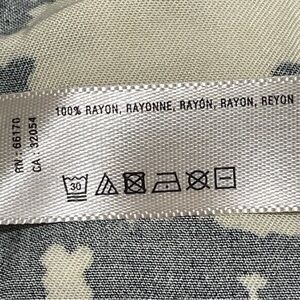 100% RAYON, RAYONNE, RAYÓN, RAYON, REYON
RN : 66170
CA : 32054
30